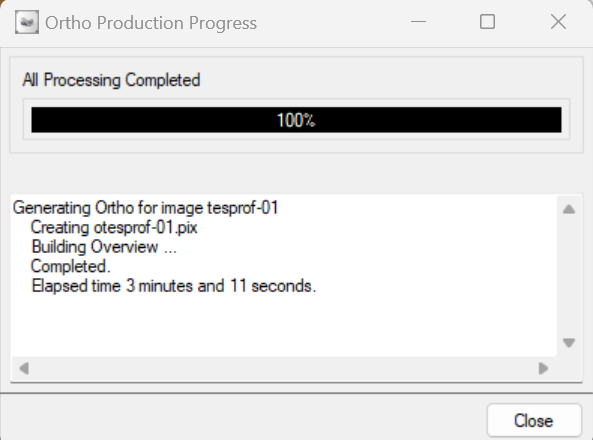 Ortho Production Progress
All Processing Completed
100%
Generating Ortho for image tesprof-01
Creating otesprof-01.pix
Building Overview ...
Completed.
Elapsed time 3 minutes and 11 seconds.
Close